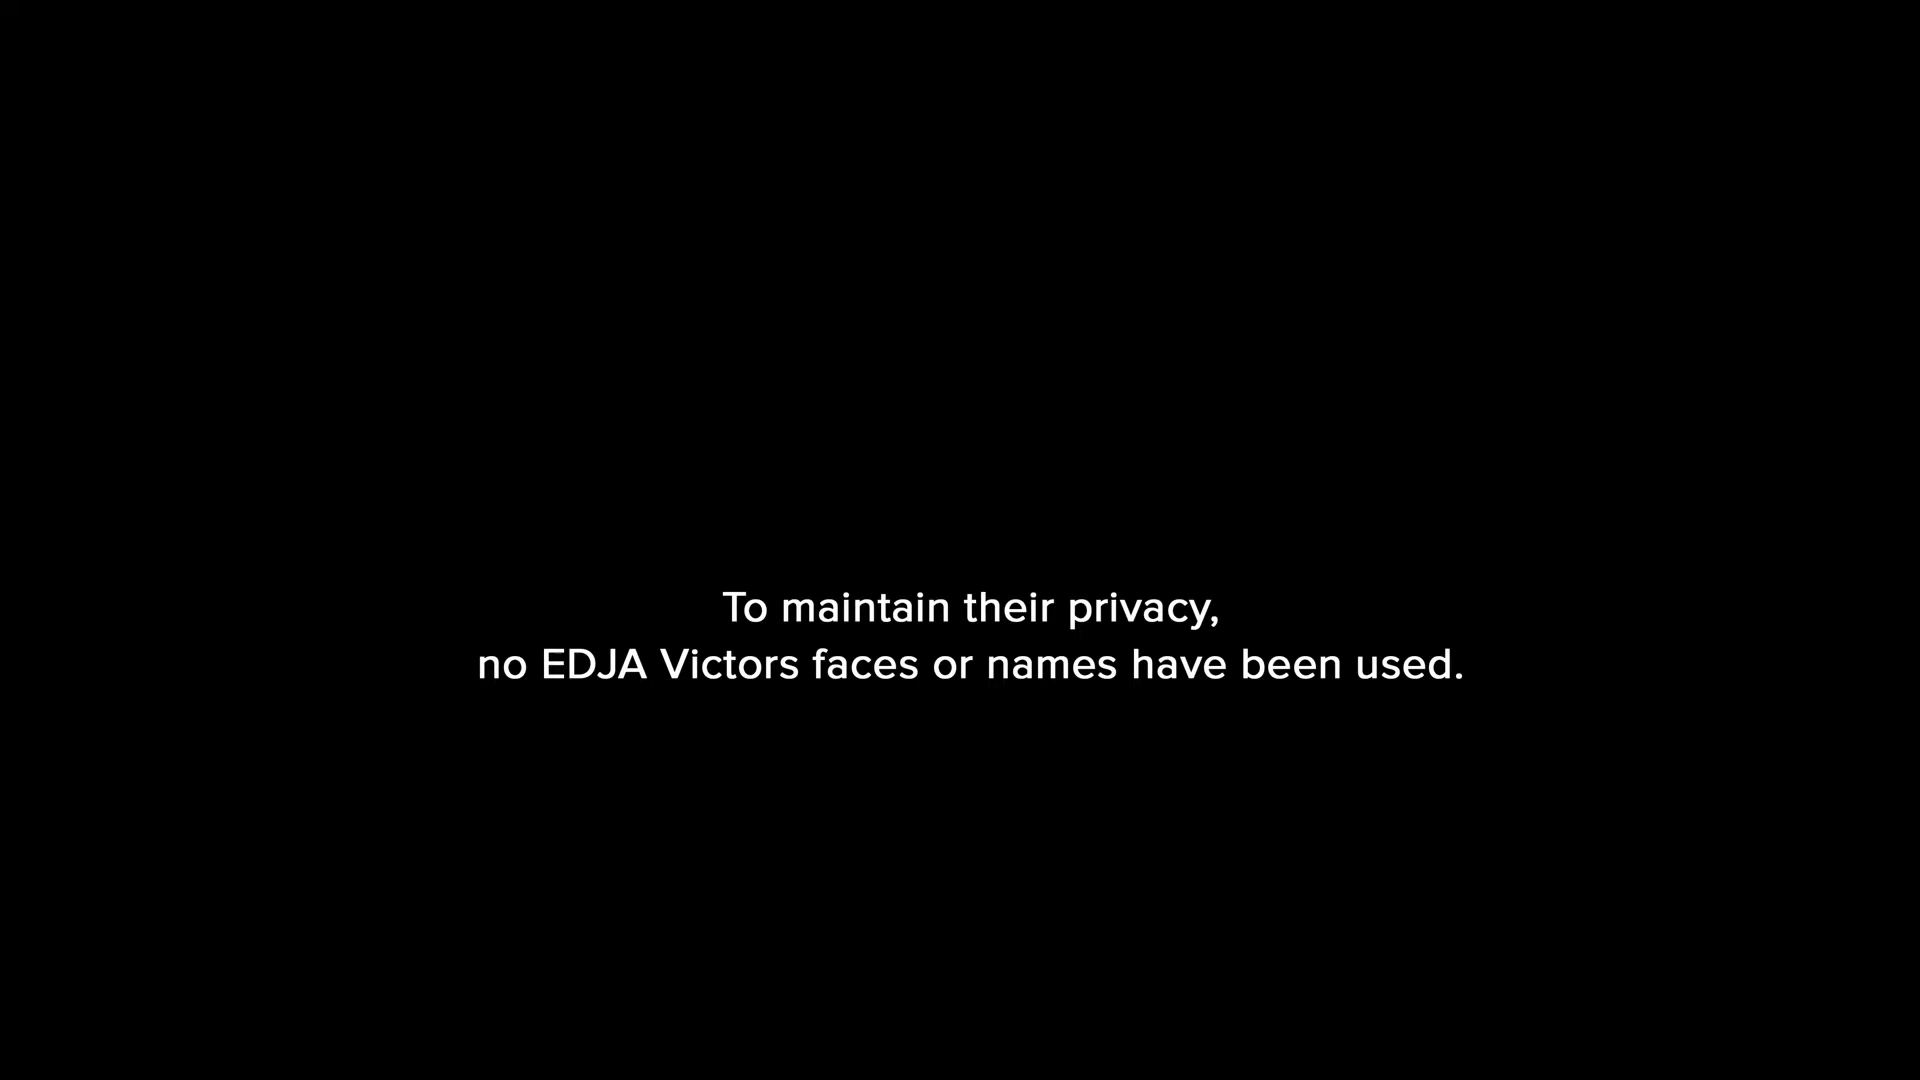 To maintain their privacy,
no EDJA Victors faces or names have been used.